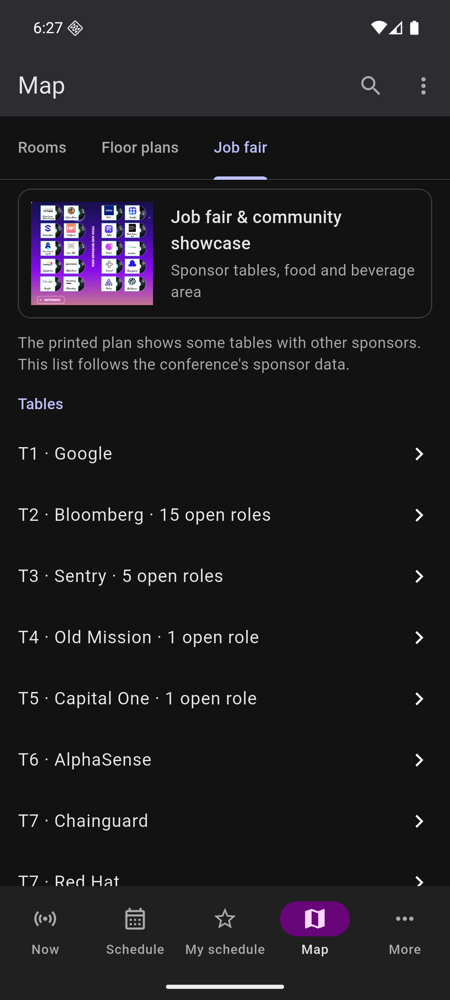 6:27
Map
Rooms
Floor plans
Job fair
Job fair & community
showcase
Sponsor tables, food and beverage
area
The printed plan shows some tables with other sponsors.
This list follows the conference's sponsor data.
Tables
T1 · Google
T2 · Bloomberg · 15 open roles
T3 · Sentry · 5 open roles
T4 · Old Mission · 1 open role
T5 · Capital One · 1 open role
T6 · AlphaSense
T7 · Chainguard
T7 · Red Hat
Now
Schedule
My schedule
Map
More